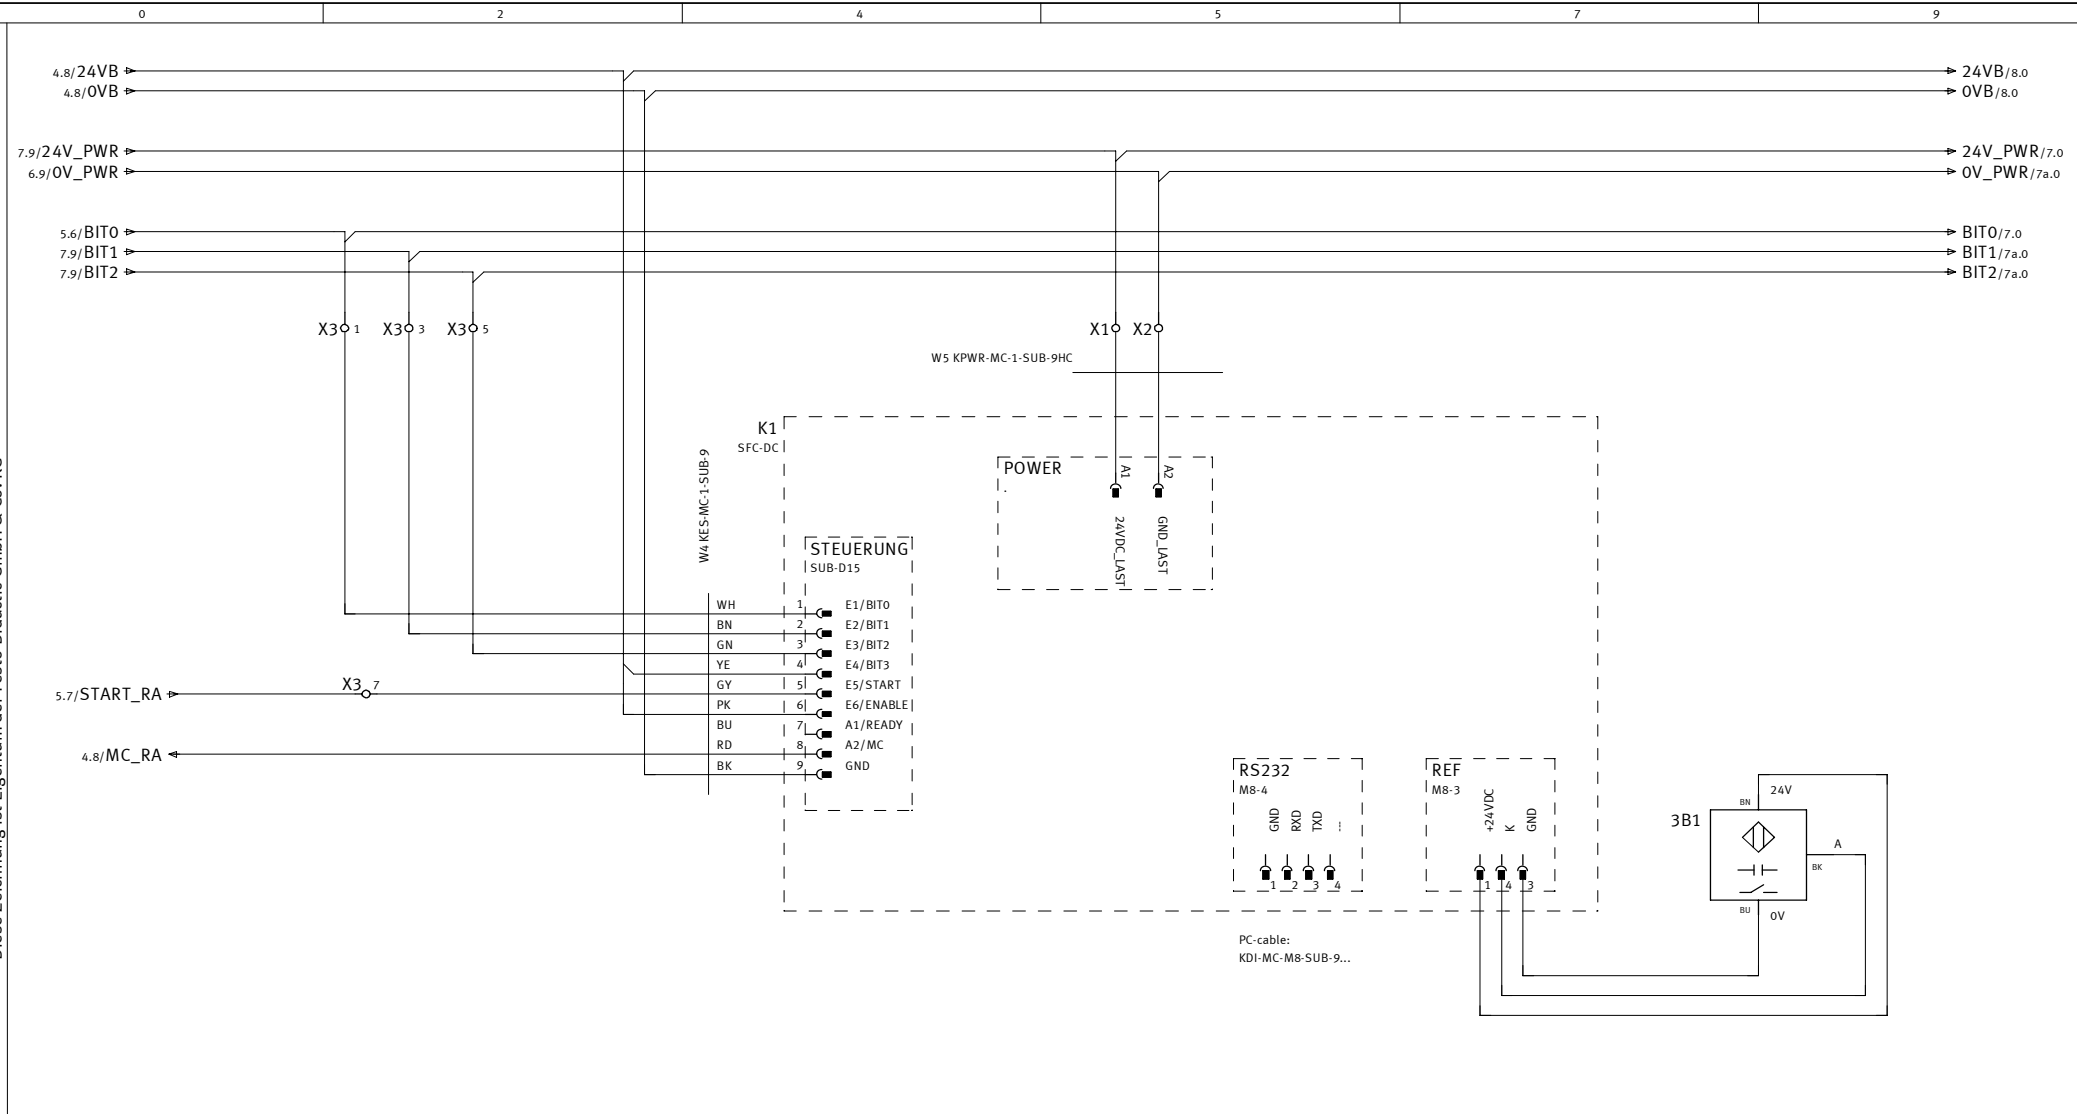 0 2 4 5 7 9
4.8/24VB 24VB/8.0
4.8/0VB 0VB/8.0
7.9/24V_PWR 24V_PWR/7.0
6.9/0V_PWR 0V_PWR/7a.0
5.6/BIT0 BIT0/7.0
7.9/BIT1 BIT1/7a.0
7.9/BIT2 BIT2/7a.0
X3 1 X3 3 X3 5 X1 X2
W5 KPWR-MC-1-SUB-9HC
K1
SFC-DC
W4 KES-MC-1-SUB-9
POWER A1 A2
24VDC_LAST GND_LAST
STEUERUNG
SUB-D15
WH 1 E1/BIT0
BN 2 E2/BIT1
GN 3 E3/BIT2
YE 4 E4/BIT3
5.7/START_RA X3 7 GY 5 E5/START
PK 6 E6/ENABLE
BU 7 A1/READY
4.8/MC_RA RD 8 A2/MC
BK 9 GND
RS232
M8-4
GND RXD TXD ...
1 2 3 4
REF
M8-3
+24VDC K GND
1 4 3
3B1
BN 24V
A
BK
BU 0V
PC-cable:
KDI-MC-M8-SUB-9...